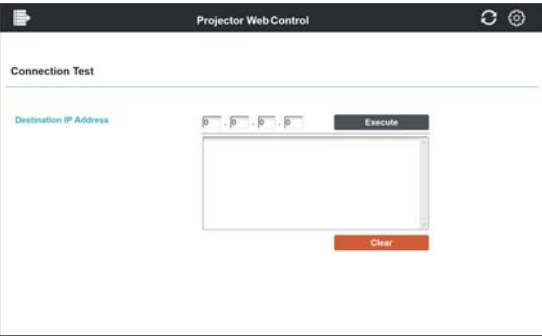 Projector Web Control
Connection Test
Destination IP Address 0 . 0 . 0 . 0 Execute
Clear